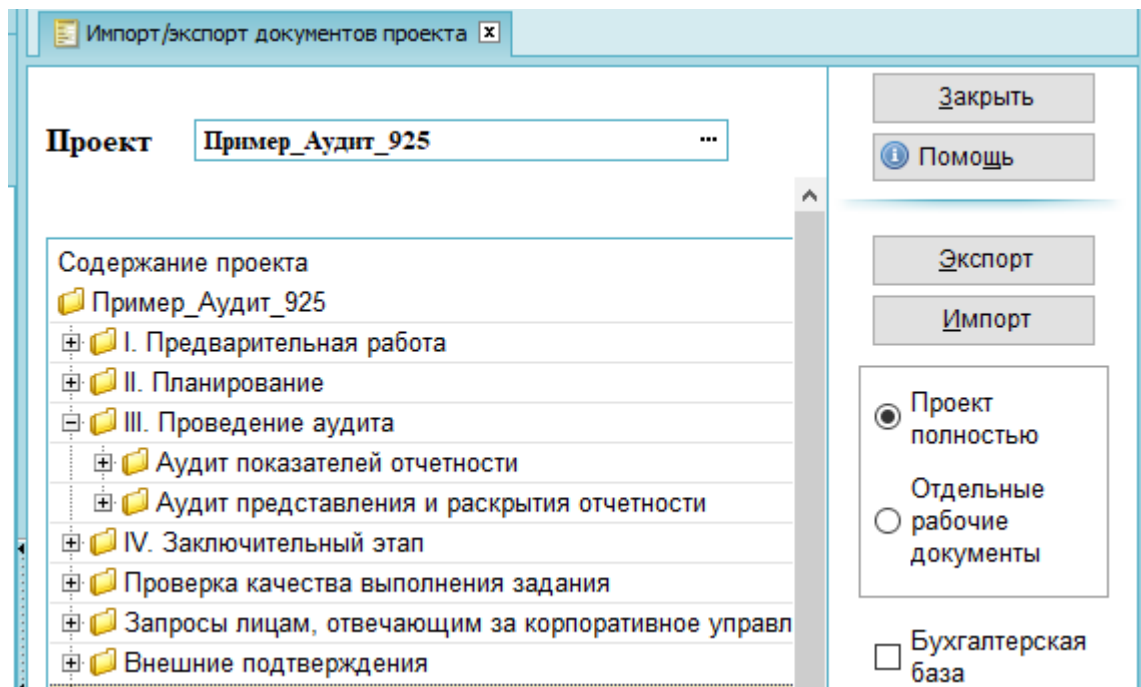 Импорт/экспорт документов проекта
Проект Пример_Аудит_925 ...
Содержание проекта
Пример_Аудит_925
I. Предварительная работа
II. Планирование
III. Проведение аудита
Аудит показателей отчетности
Аудит представления и раскрытия отчетности
IV. Заключительный этап
Проверка качества выполнения задания
Запросы лицам, отвечающим за корпоративное управл
Внешние подтверждения
Закрыть
Помощь
Экспорт
Импорт
Проект
полностью
Отдельные
рабочие
документы
Бухгалтерская
база